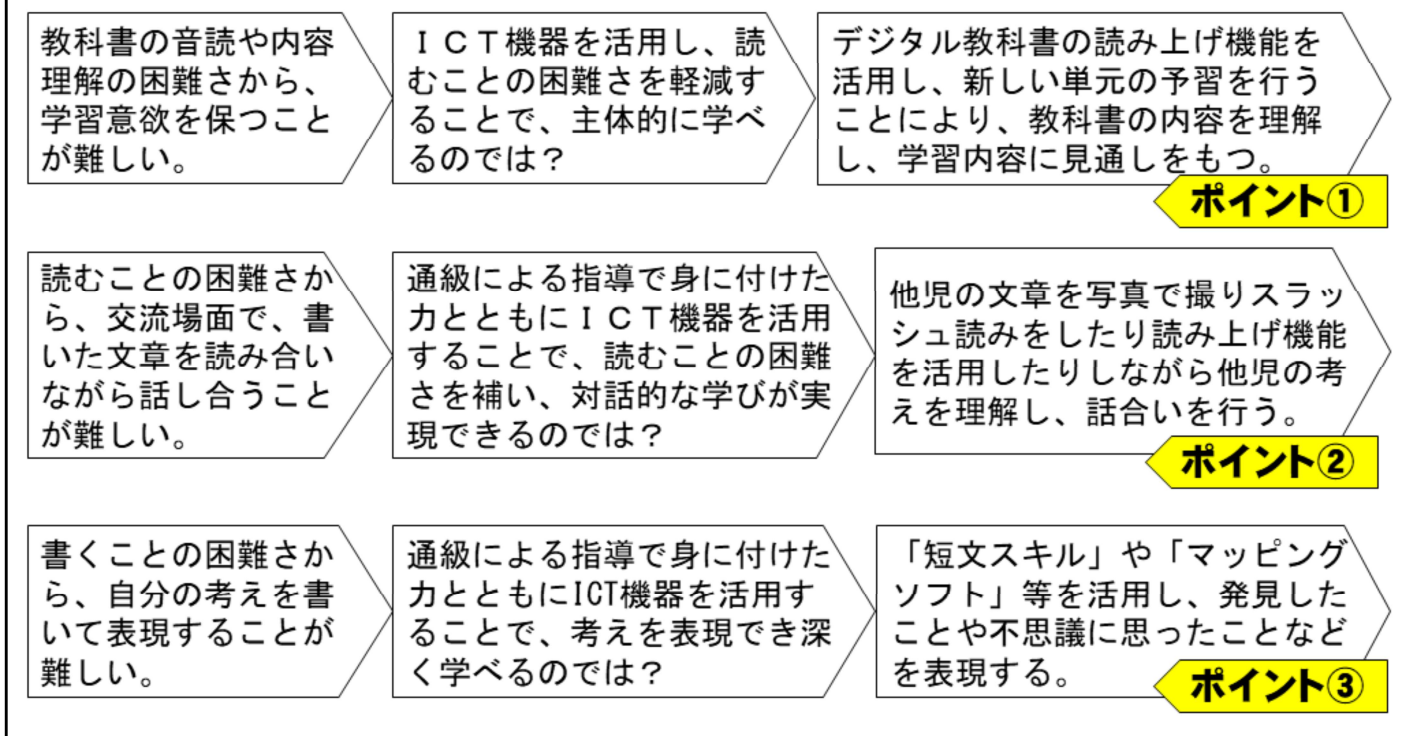 教科書の音読や内容
理解の困難さから、
学習意欲を保つこと
が難しい。
ＩＣＴ機器を活用し、読
むことの困難さを軽減す
ることで、主体的に学べ
るのでは？
デジタル教科書の読み上げ機能を
活用し、新しい単元の予習を行う
ことにより、教科書の内容を理解
し、学習内容に見通しをもつ。
ポイント①
読むことの困難さか
ら、交流場面で、書
いた文章を読み合い
ながら話し合うこと
が難しい。
通級による指導で身に付けた
力とともにＩＣＴ機器を活用
することで、読むことの困難
さを補い、対話的な学びが実
現できるのでは？
他児の文章を写真で撮りスラッ
シュ読みをしたり読み上げ機能
を活用したりしながら他児の考
えを理解し、話合いを行う。
ポイント②
書くことの困難さか
ら、自分の考えを書
いて表現することが
難しい。
通級による指導で身に付けた
力とともにICT機器を活用す
ることで、考えを表現でき深
く学べるのでは？
「短文スキル」や「マッピング
ソフト」等を活用し、発見した
ことや不思議に思ったことなど
を表現する。
ポイント③